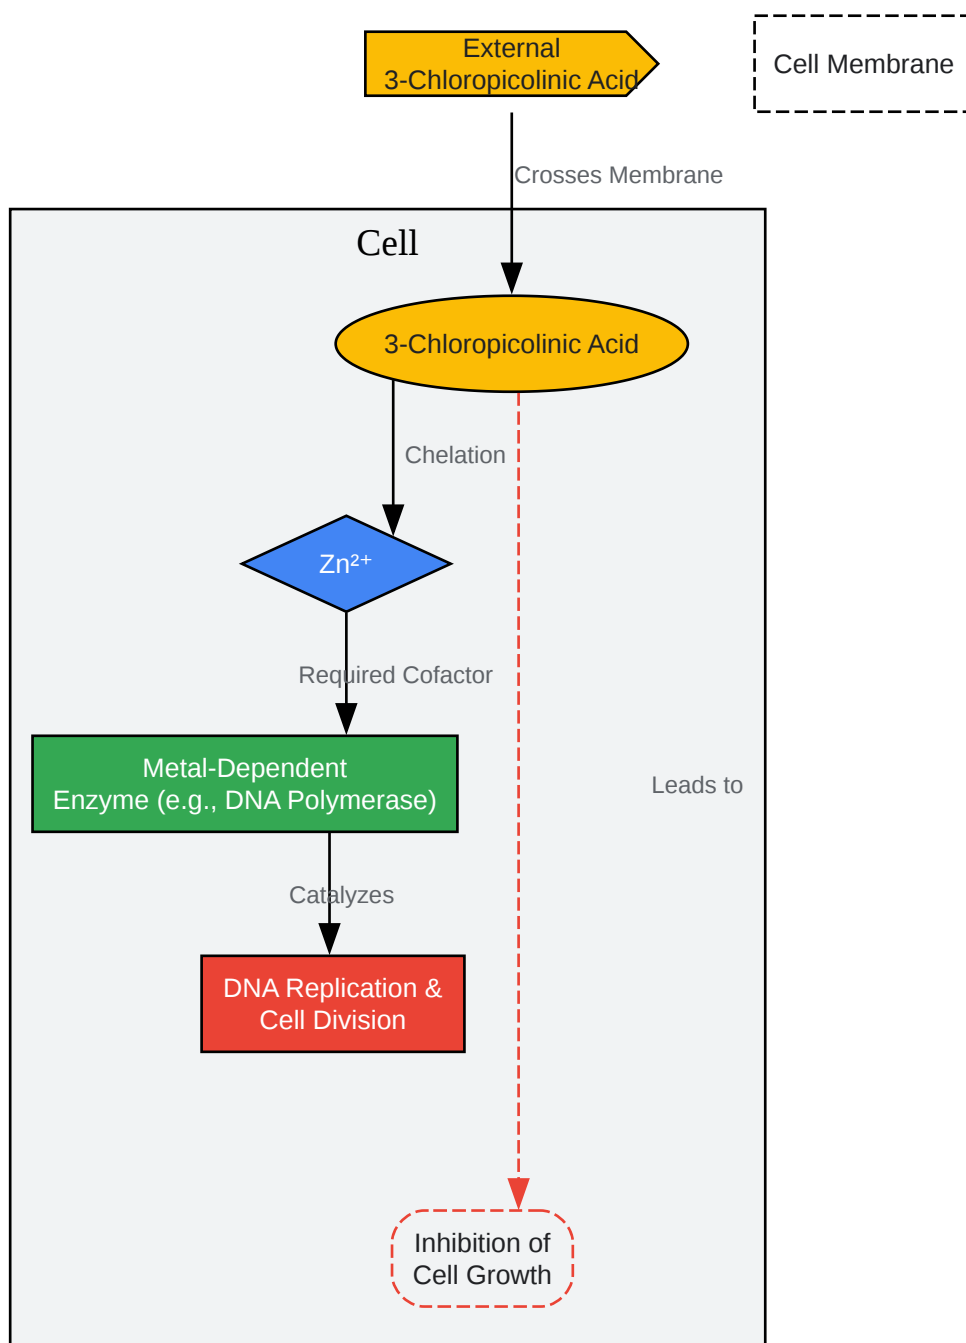 External
3-Chloropicolinic Acid
Cell Membrane
Crosses Membrane
Cell
3-Chloropicolinic Acid
Chelation
Zn²⁺
Required Cofactor
Metal-Dependent
Enzyme (e.g., DNA Polymerase)
Leads to
Catalyzes
DNA Replication &
Cell Division
Inhibition of
Cell Growth